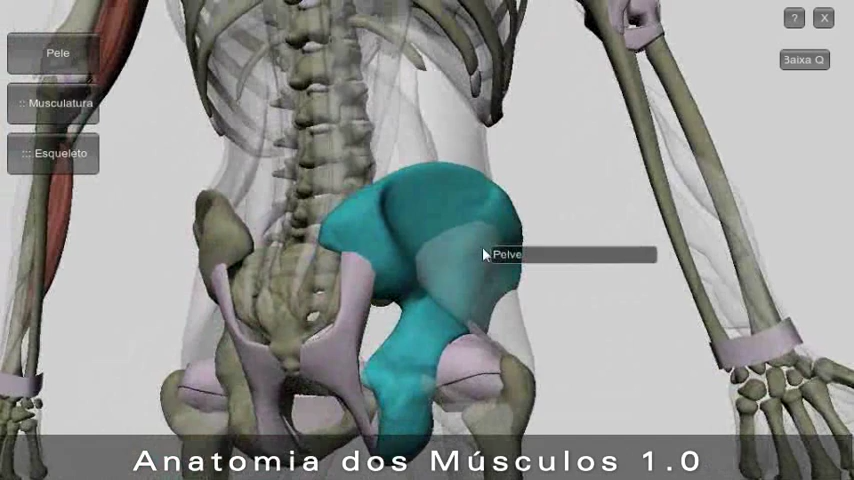 ? X
Pele
Baixa Q
:: Musculatura
::: Esqueleto
Pelve
Anatomia dos Músculos 1.0